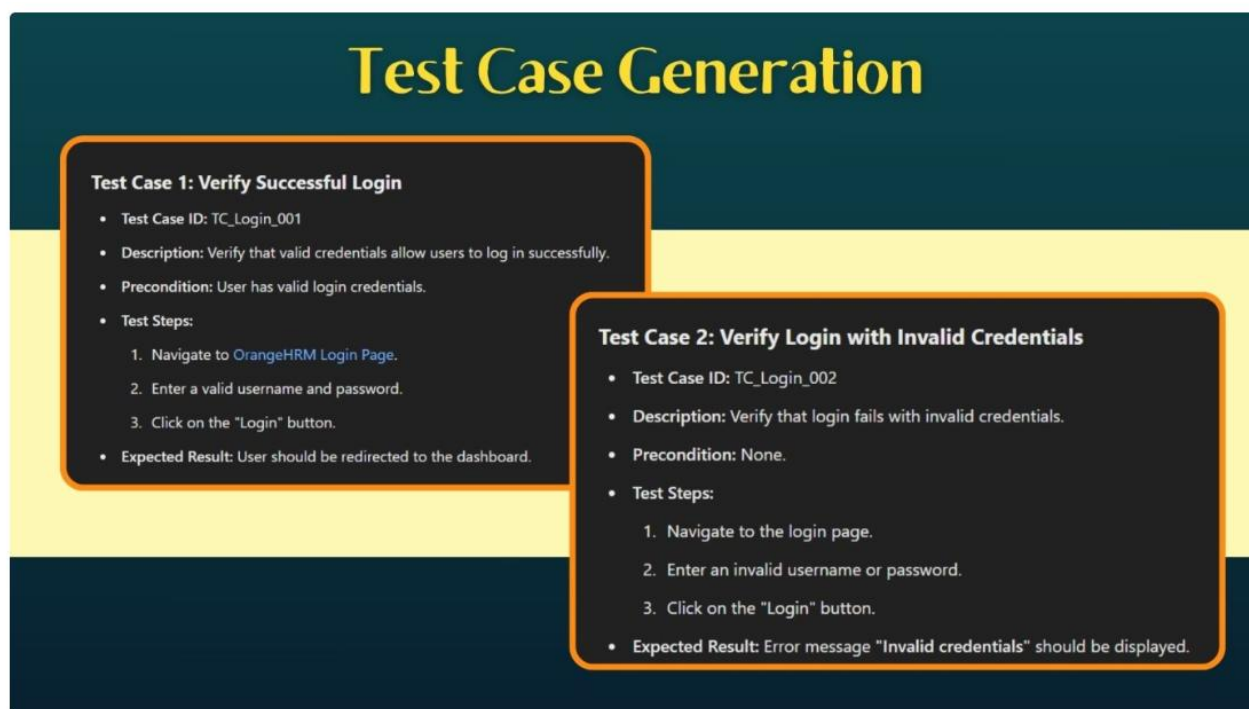 Test Case Generation
Test Case 1: Verify Successful Login
• Test Case ID: TC_Login_001
• Description: Verify that valid credentials allow users to log in successfully.
• Precondition: User has valid login credentials.
• Test Steps:
1. Navigate to OrangeHRM Login Page.
2. Enter a valid username and password.
3. Click on the "Login" button.
• Expected Result: User should be redirected to the dashboard.
Test Case 2: Verify Login with Invalid Credentials
• Test Case ID: TC_Login_002
• Description: Verify that login fails with invalid credentials.
• Precondition: None.
• Test Steps:
1. Navigate to the login page.
2. Enter an invalid username or password.
3. Click on the "Login" button.
• Expected Result: Error message "Invalid credentials" should be displayed.